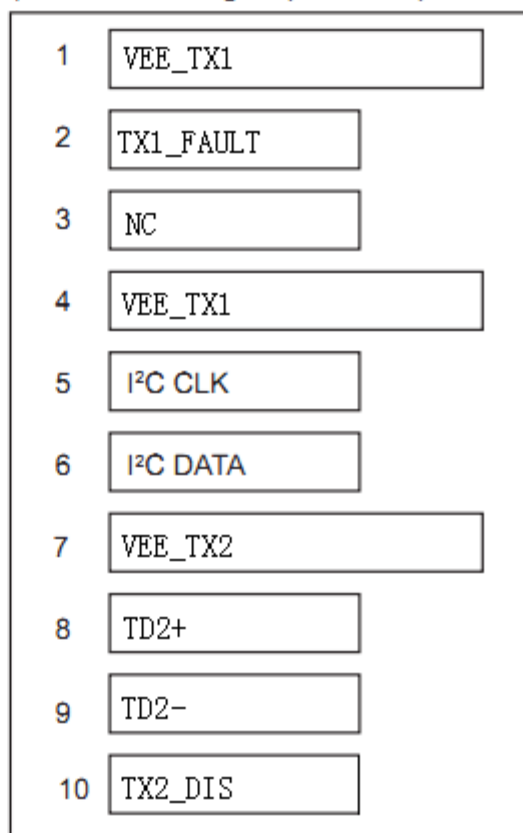 1 VEE_TX1
2 TX1_FAULT
3 NC
4 VEE_TX1
5 I²C CLK
6 I²C DATA
7 VEE_TX2
8 TD2+
9 TD2-
10 TX2_DIS